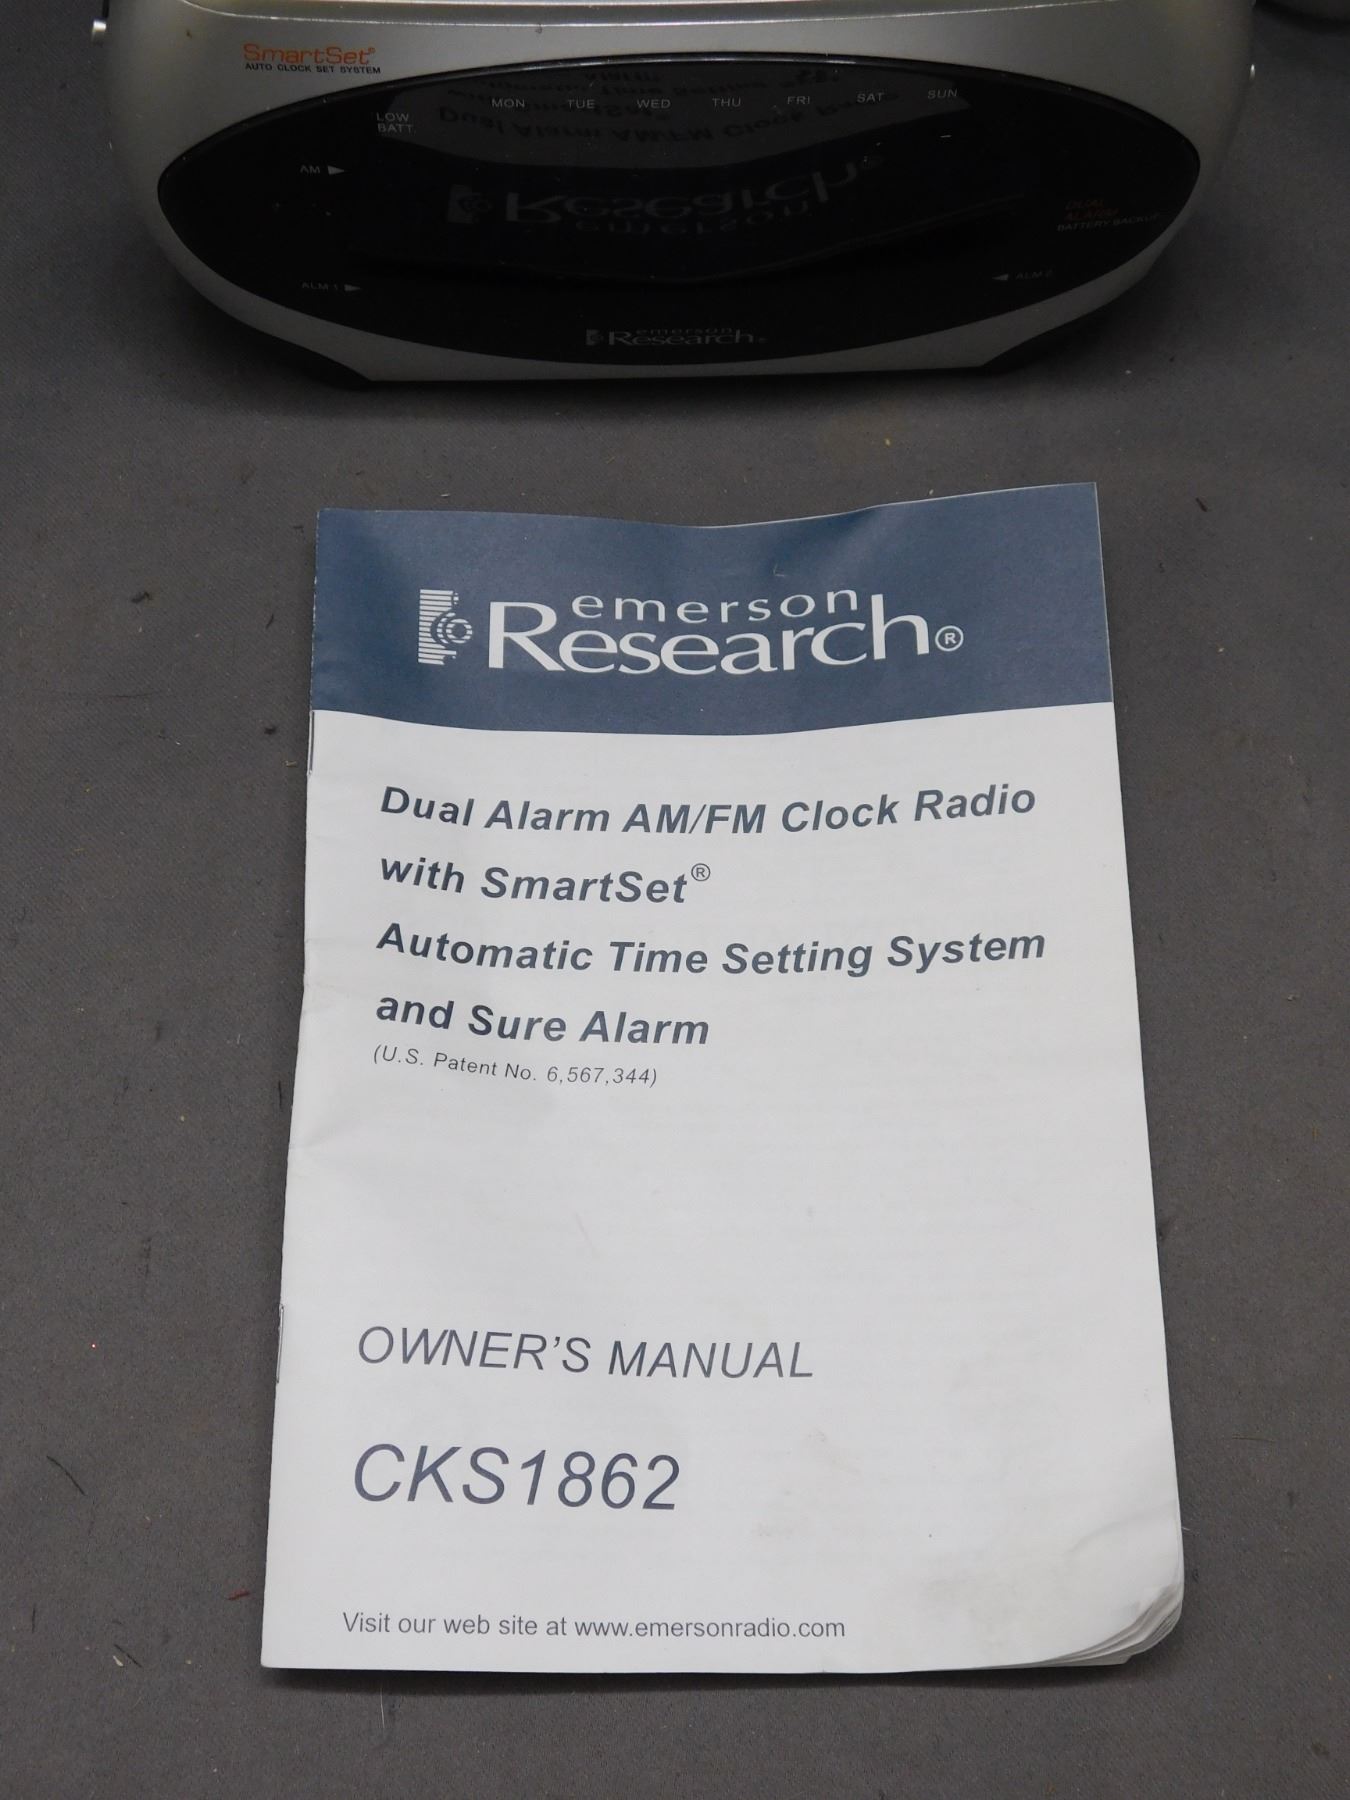 SmartSet®
AUTO CLOCK SET SYSTEM
MON TUE WED THU FRI SAT SUN
LOW
BATT.
AM
DUAL
ALARM
BATTERY BACKUP
ALM 1
ALM 2
emerson
Research®
emerson
Research®
Dual Alarm AM/FM Clock Radio
with SmartSet®
Automatic Time Setting System
and Sure Alarm
(U.S. Patent No. 6,567,344)
OWNER'S MANUAL
CKS1862
Visit our web site at www.emersonradio.com